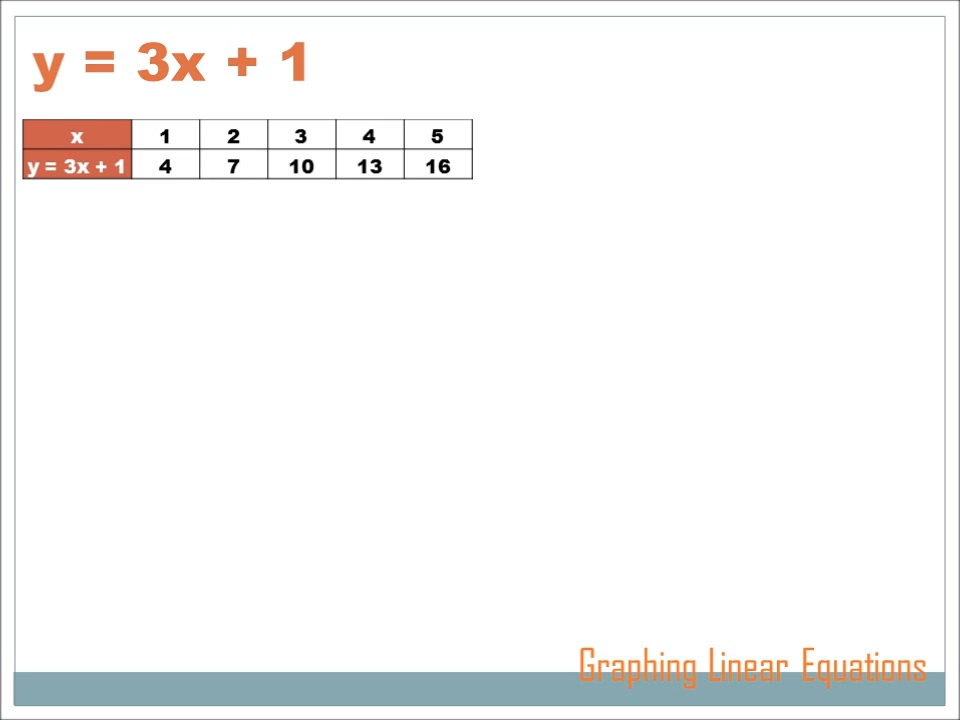 y = 3x + 1
x 1 2 3 4 5
y = 3x + 1 4 7 10 13 16
Graphing Linear Equations